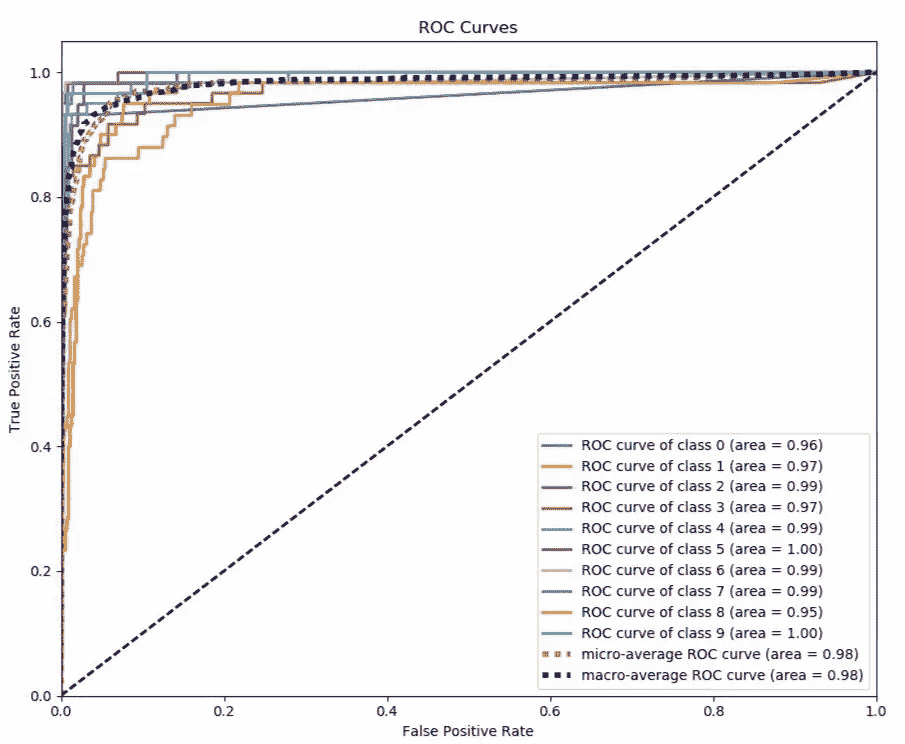 ROC Curves
True Positive Rate
1.0
0.8
0.6
0.4
0.2
0.0
ROC curve of class 0 (area = 0.96)
ROC curve of class 1 (area = 0.97)
ROC curve of class 2 (area = 0.99)
ROC curve of class 3 (area = 0.97)
ROC curve of class 4 (area = 0.99)
ROC curve of class 5 (area = 1.00)
ROC curve of class 6 (area = 0.99)
ROC curve of class 7 (area = 0.99)
ROC curve of class 8 (area = 0.95)
ROC curve of class 9 (area = 1.00)
micro-average ROC curve (area = 0.98)
macro-average ROC curve (area = 0.98)
0.0 0.2 0.4 0.6 0.8 1.0
False Positive Rate